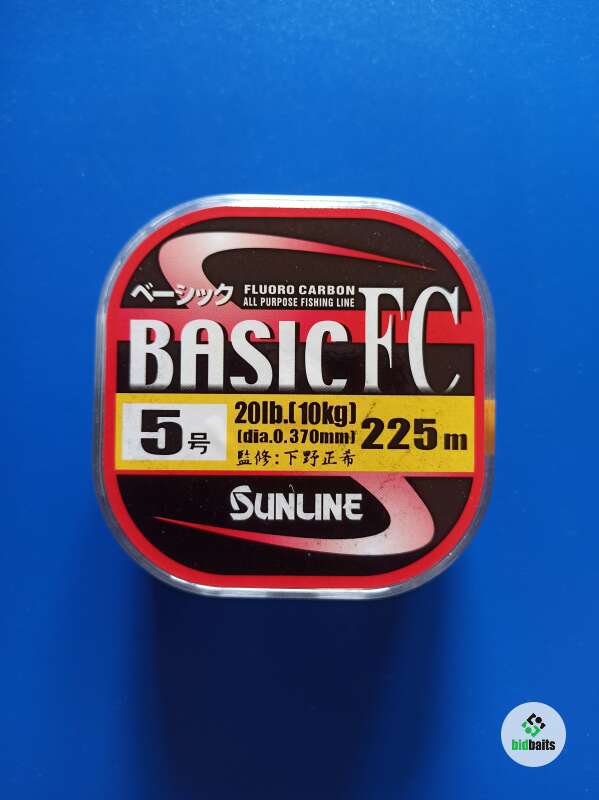 ベーシック
FLUORO CARBON
ALL PURPOSE FISHING LINE
BASIC FC
5号
20lb.(10kg)
(dia.0.370mm)
監修:下野正希
225m
SUNLINE
bidbaits